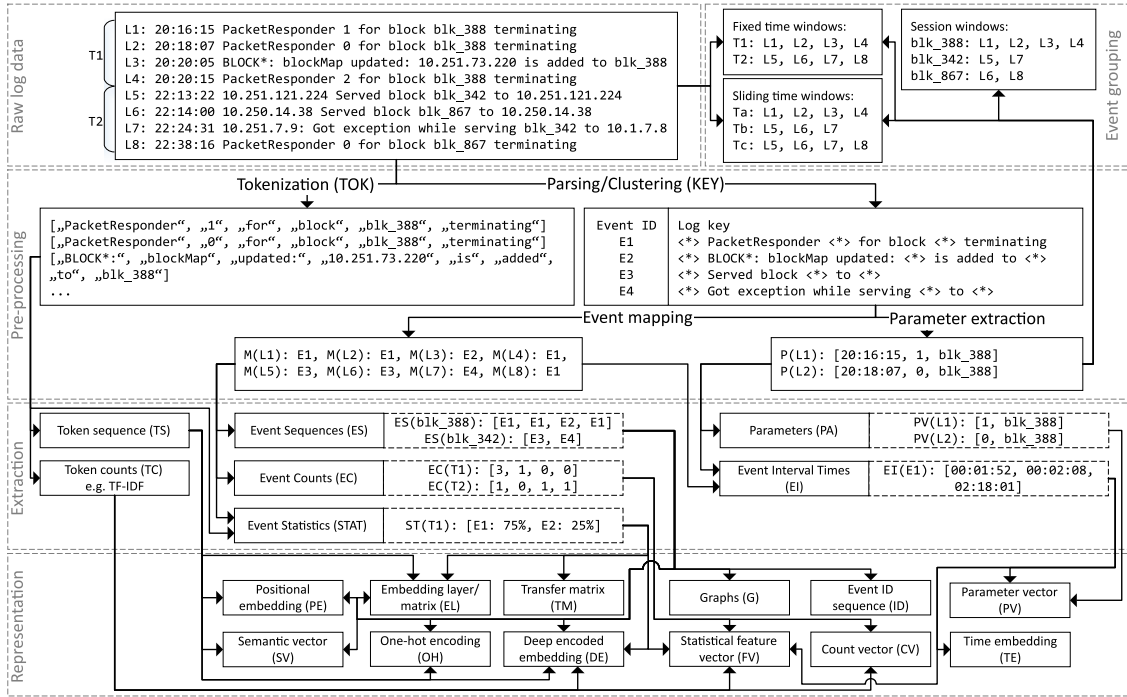 Raw log data
T1
T2
L1: 20:16:15 PacketResponder 1 for block blk_388 terminating
L2: 20:18:07 PacketResponder 0 for block blk_388 terminating
L3: 20:20:05 BLOCK*: blockMap updated: 10.251.73.220 is added to blk_388
L4: 20:20:15 PacketResponder 2 for block blk_388 terminating
L5: 22:13:22 10.251.121.224 Served block blk_342 to 10.251.121.224
L6: 22:14:00 10.250.14.38 Served block blk_867 to 10.250.14.38
L7: 22:24:31 10.251.7.9: Got exception while serving blk_342 to 10.1.7.8
L8: 22:38:16 PacketResponder 0 for block blk_867 terminating
Fixed time windows:
T1: L1, L2, L3, L4
T2: L5, L6, L7, L8
Sliding time windows:
Ta: L1, L2, L3, L4
Tb: L5, L6, L7
Tc: L5, L6, L7, L8
Session windows:
blk_388: L1, L2, L3, L4
blk_342: L5, L7
blk_867: L6, L8
Event grouping
Pre-processing
Tokenization (TOK)
Parsing/Clustering (KEY)
[„PacketResponder“, „1“, „for“, „block“, „blk_388“, „terminating“]
[„PacketResponder“, „0“, „for“, „block“, „blk_388“, „terminating“]
[„BLOCK*:“, „blockMap“, „updated:“, „10.251.73.220“, „is“, „added“,
„to“, „blk_388“]
...
Event ID
E1
E2
E3
E4
Log key
<*> PacketResponder <*> for block <*> terminating
<*> BLOCK*: blockMap updated: <*> is added to <*>
<*> Served block <*> to <*>
<*> Got exception while serving <*> to <*>
Event mapping
Parameter extraction
M(L1): E1, M(L2): E1, M(L3): E2, M(L4): E1,
M(L5): E3, M(L6): E3, M(L7): E4, M(L8): E1
P(L1): [20:16:15, 1, blk_388]
P(L2): [20:18:07, 0, blk_388]
Extraction
Token sequence (TS)
Token counts (TC)
e.g. TF-IDF
Event Sequences (ES)
ES(blk_388): [E1, E1, E2, E1]
ES(blk_342): [E3, E4]
Event Counts (EC)
EC(T1): [3, 1, 0, 0]
EC(T2): [1, 0, 1, 1]
Event Statistics (STAT)
ST(T1): [E1: 75%, E2: 25%]
Parameters (PA)
PV(L1): [1, blk_388]
PV(L2): [0, blk_388]
Event Interval Times
(EI)
EI(E1): [00:01:52, 00:02:08,
02:18:01]
Representation
Positional
embedding (PE)
Embedding layer/
matrix (EL)
Transfer matrix
(TM)
Graphs (G)
Event ID
sequence (ID)
Parameter vector
(PV)
Semantic vector
(SV)
One-hot encoding
(OH)
Deep encoded
embedding (DE)
Statistical feature
vector (FV)
Count vector (CV)
Time embedding
(TE)